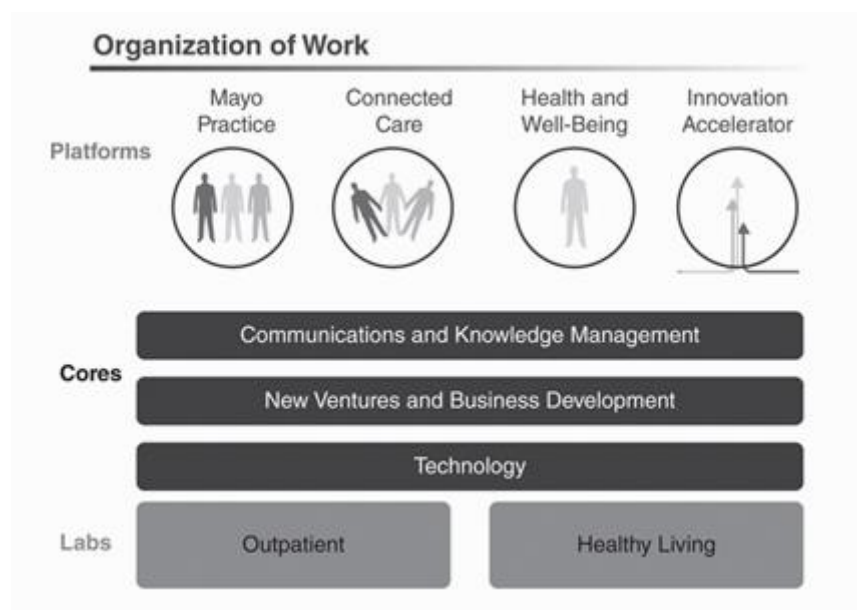 Organization of Work
Mayo
Practice
Connected
Care
Health and
Well-Being
Innovation
Accelerator
Platforms
Communications and Knowledge Management
Cores
New Ventures and Business Development
Technology
Labs
Outpatient
Healthy Living